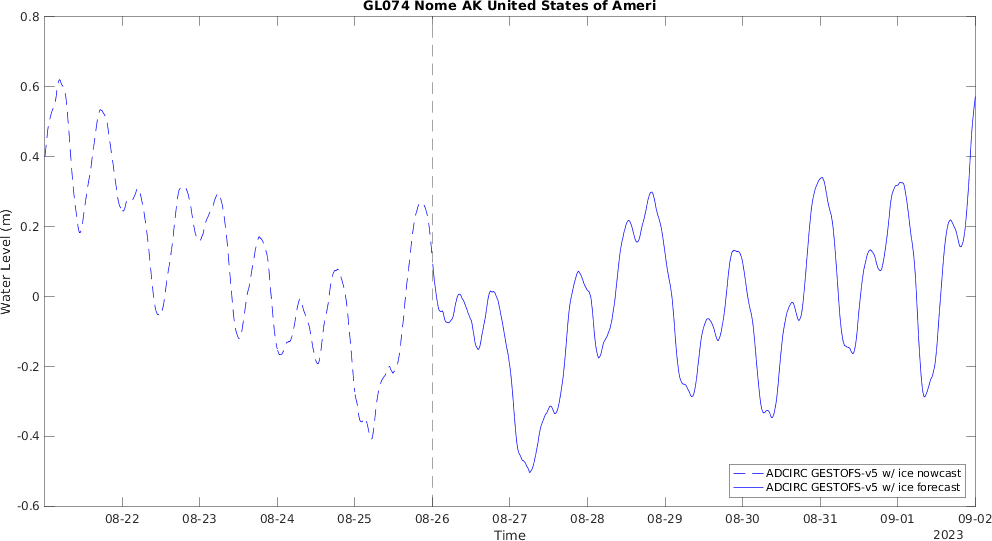 GL074 Nome AK United States of Ameri
0.8
0.6
0.4
0.2
0
-0.2
-0.4
-0.6
Water Level (m)
ADCIRC GESTOFS-v5 w/ ice nowcast
ADCIRC GESTOFS-v5 w/ ice forecast
08-22 08-23 08-24 08-25 08-26 08-27 08-28 08-29 08-30 08-31 09-01 09-02
Time
2023